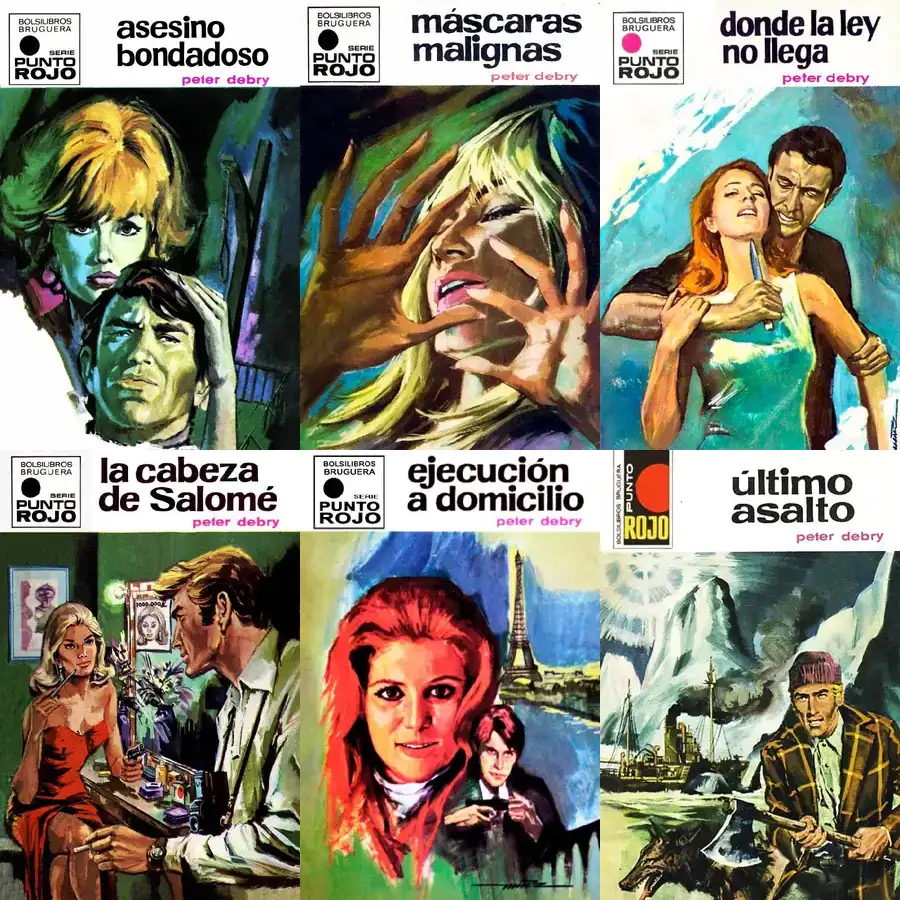 BOLSILIBROS
BRUGUERA
SERIE
PUNTO
ROJO
asesino
bondadoso
peter debry
BOLSILIBROS
BRUGUERA
SERIE
PUNTO
ROJO
máscaras
malignas
peter debry
BOLSILIBROS
BRUGUERA
SERIE
PUNTO
ROJO
donde la ley
no llega
peter debry
BOLSILIBROS
BRUGUERA
SERIE
PUNTO
ROJO
la cabeza
de Salomé
peter debry
BOLSILIBROS
BRUGUERA
SERIE
PUNTO
ROJO
ejecución
a domicilio
peter debry
BOLSILIBROS BRUGUERA
PUNTO
ROJO
último
asalto
peter debry